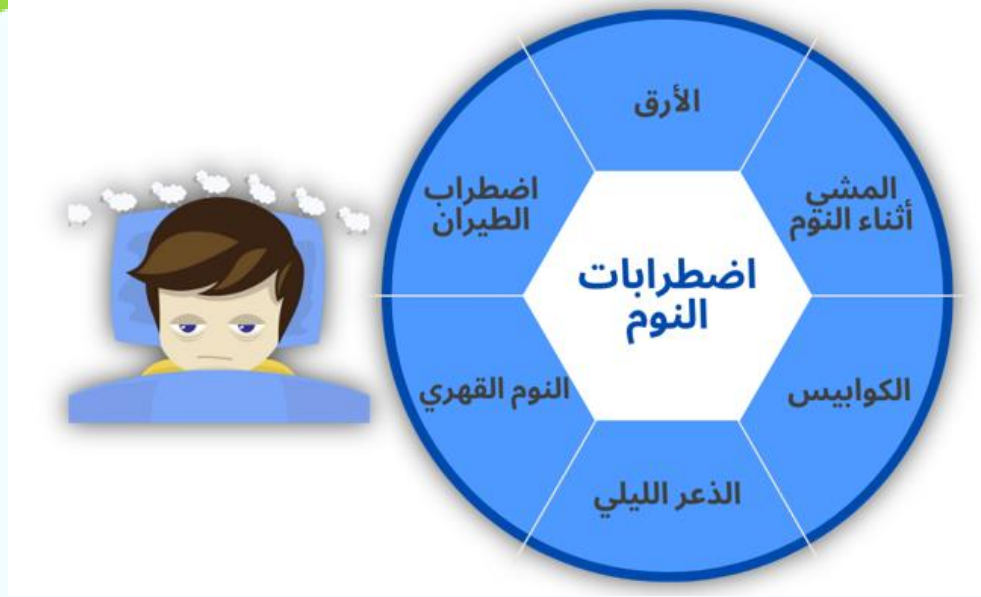 اضطرابات
النوم
الأرق
المشي
أثناء النوم
الكوابيس
الذعر الليلي
النوم القهري
اضطراب
الطيران